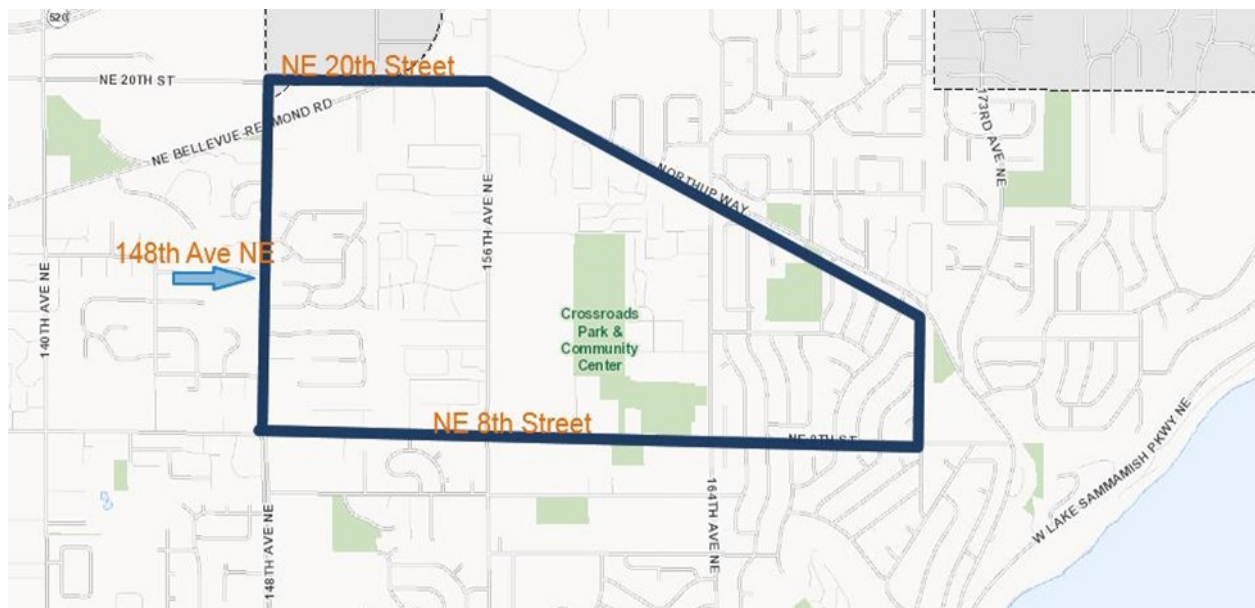 520
NE 20th Street
NE 20TH ST
NE BELLEVUE-REDMOND RD
173RD AVE NE
NORTHUP WAY
156TH AVE NE
148th Ave NE
140TH AVE NE
Crossroads
Park &
Community
Center
NE 8th Street
NE 8TH ST
164TH AVE NE
148TH AVE NE
W LAKE SAMMAMISH PKWY NE